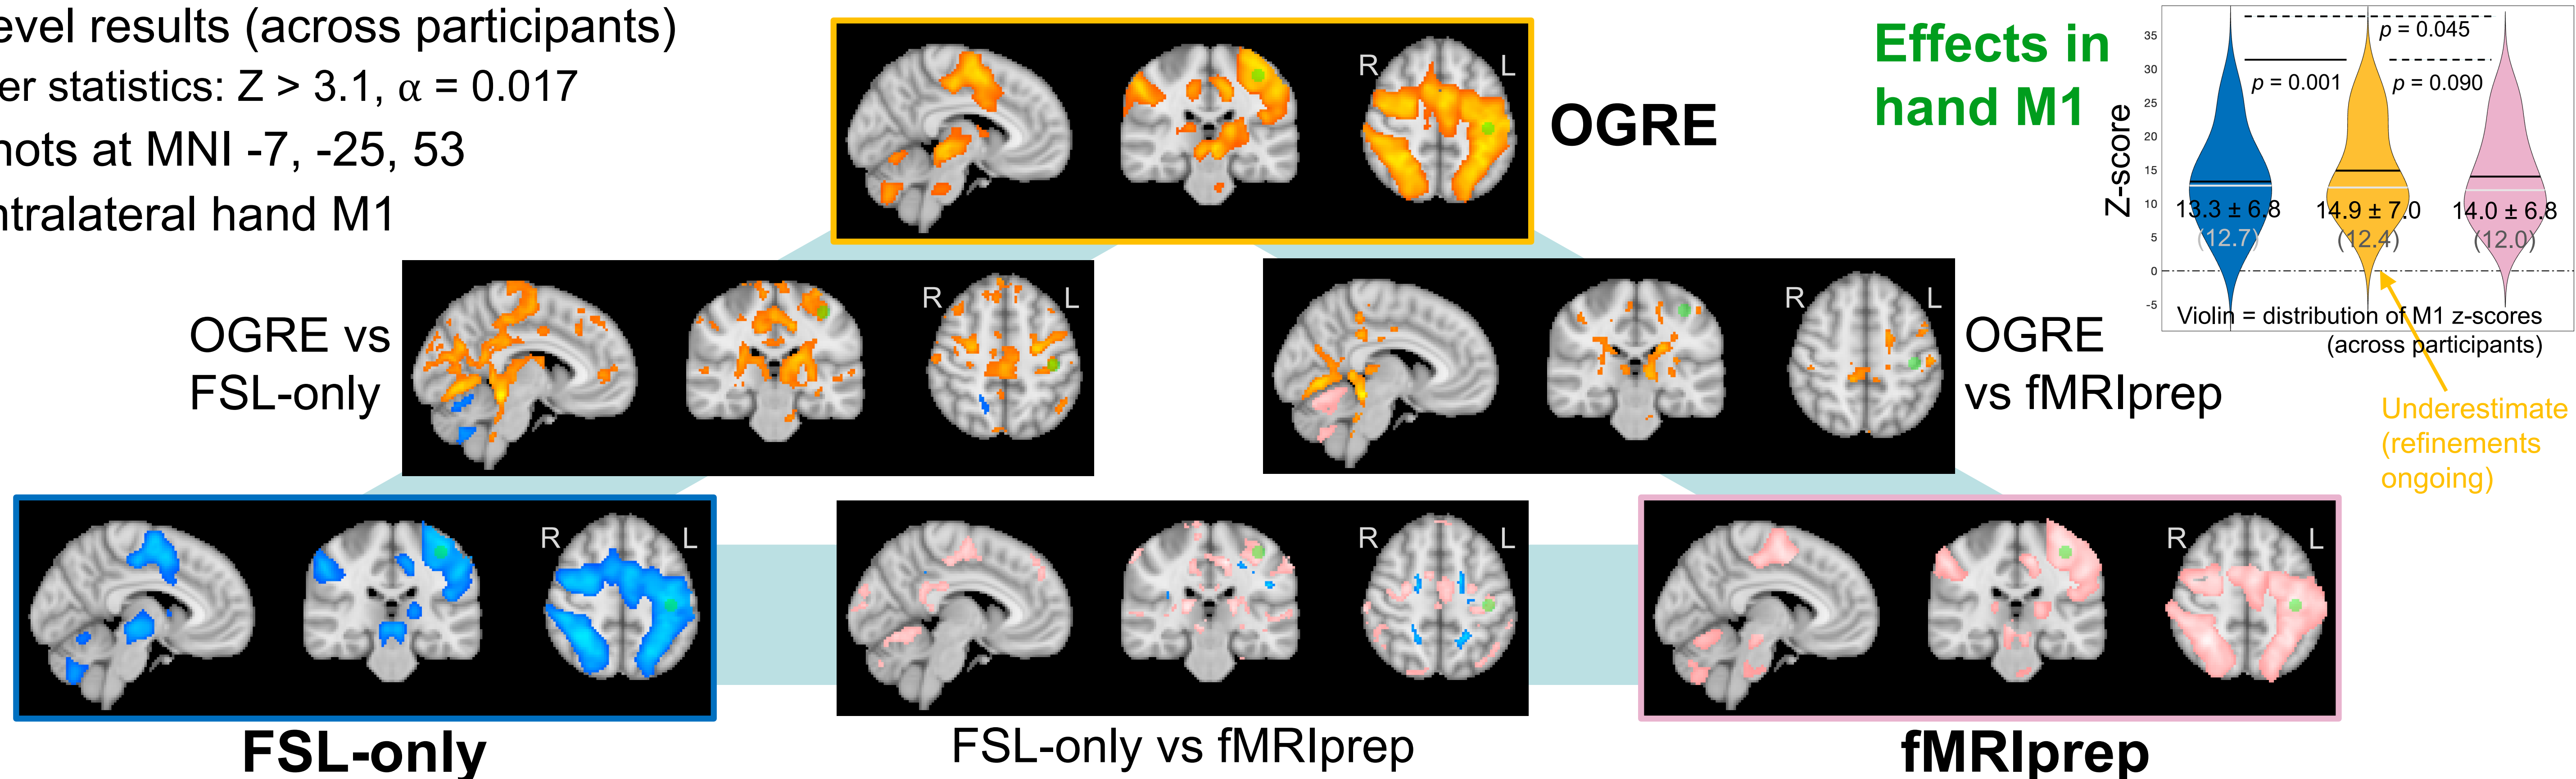 evel results (across participants)
er statistics: Z > 3.1, α = 0.017
hots at MNI -7, -25, 53
ntralateral hand M1
R L
OGRE
Effects in
hand M1
Z-score
35
30
25
20
15
10
5
0
-5
p = 0.045
p = 0.001
p = 0.090
13.3 ± 6.8
(12.7)
14.9 ± 7.0
(12.4)
14.0 ± 6.8
(12.0)
Violin = distribution of M1 z-scores
(across participants)
Underestimate
(refinements
ongoing)
OGRE vs
FSL-only
R L
R L
OGRE
vs fMRIprep
R L
R L
R L
FSL-only
FSL-only vs fMRIprep
fMRIprep